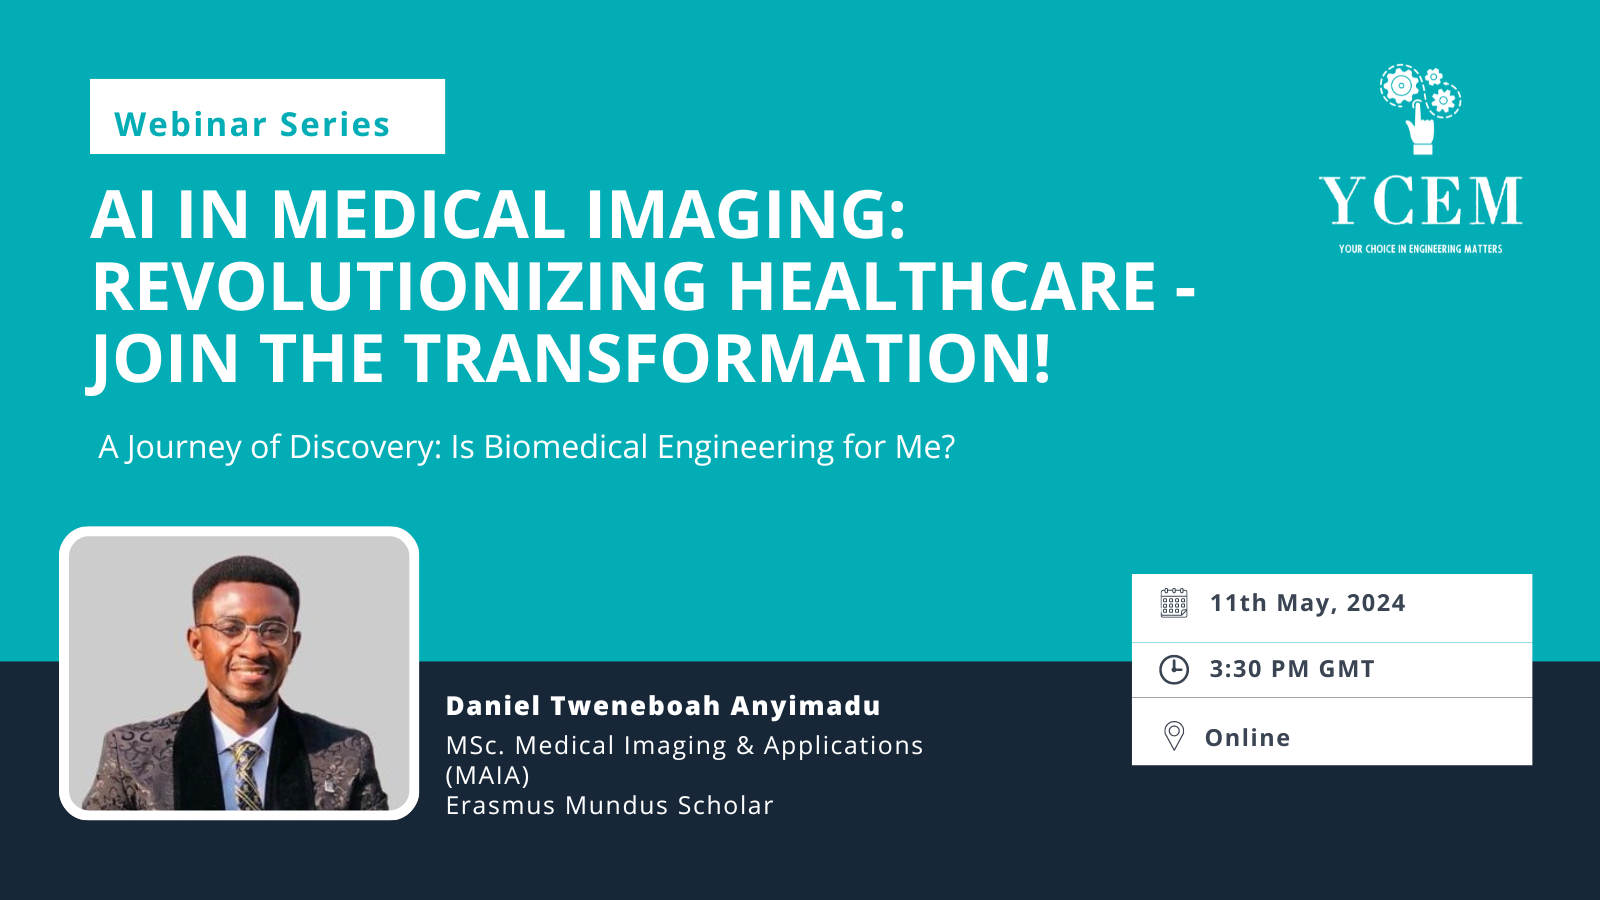 Webinar Series
AI IN MEDICAL IMAGING:
REVOLUTIONIZING HEALTHCARE -
JOIN THE TRANSFORMATION!
A Journey of Discovery: Is Biomedical Engineering for Me?
YCEM
YOUR CHOICE IN ENGINEERING MATTERS
Daniel Tweneboah Anyimadu
MSc. Medical Imaging & Applications
(MAIA)
Erasmus Mundus Scholar
11th May, 2024
3:30 PM GMT
Online